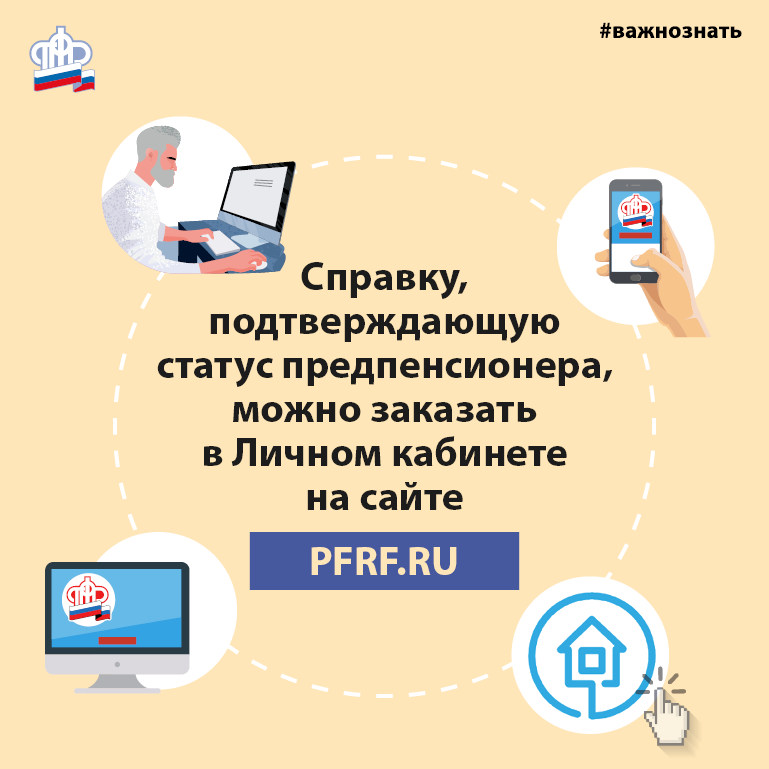 #важнознать
Справку,
подтверждающую
статус предпенсионера,
можно заказать
в Личном кабинете
на сайте
PFRF.RU